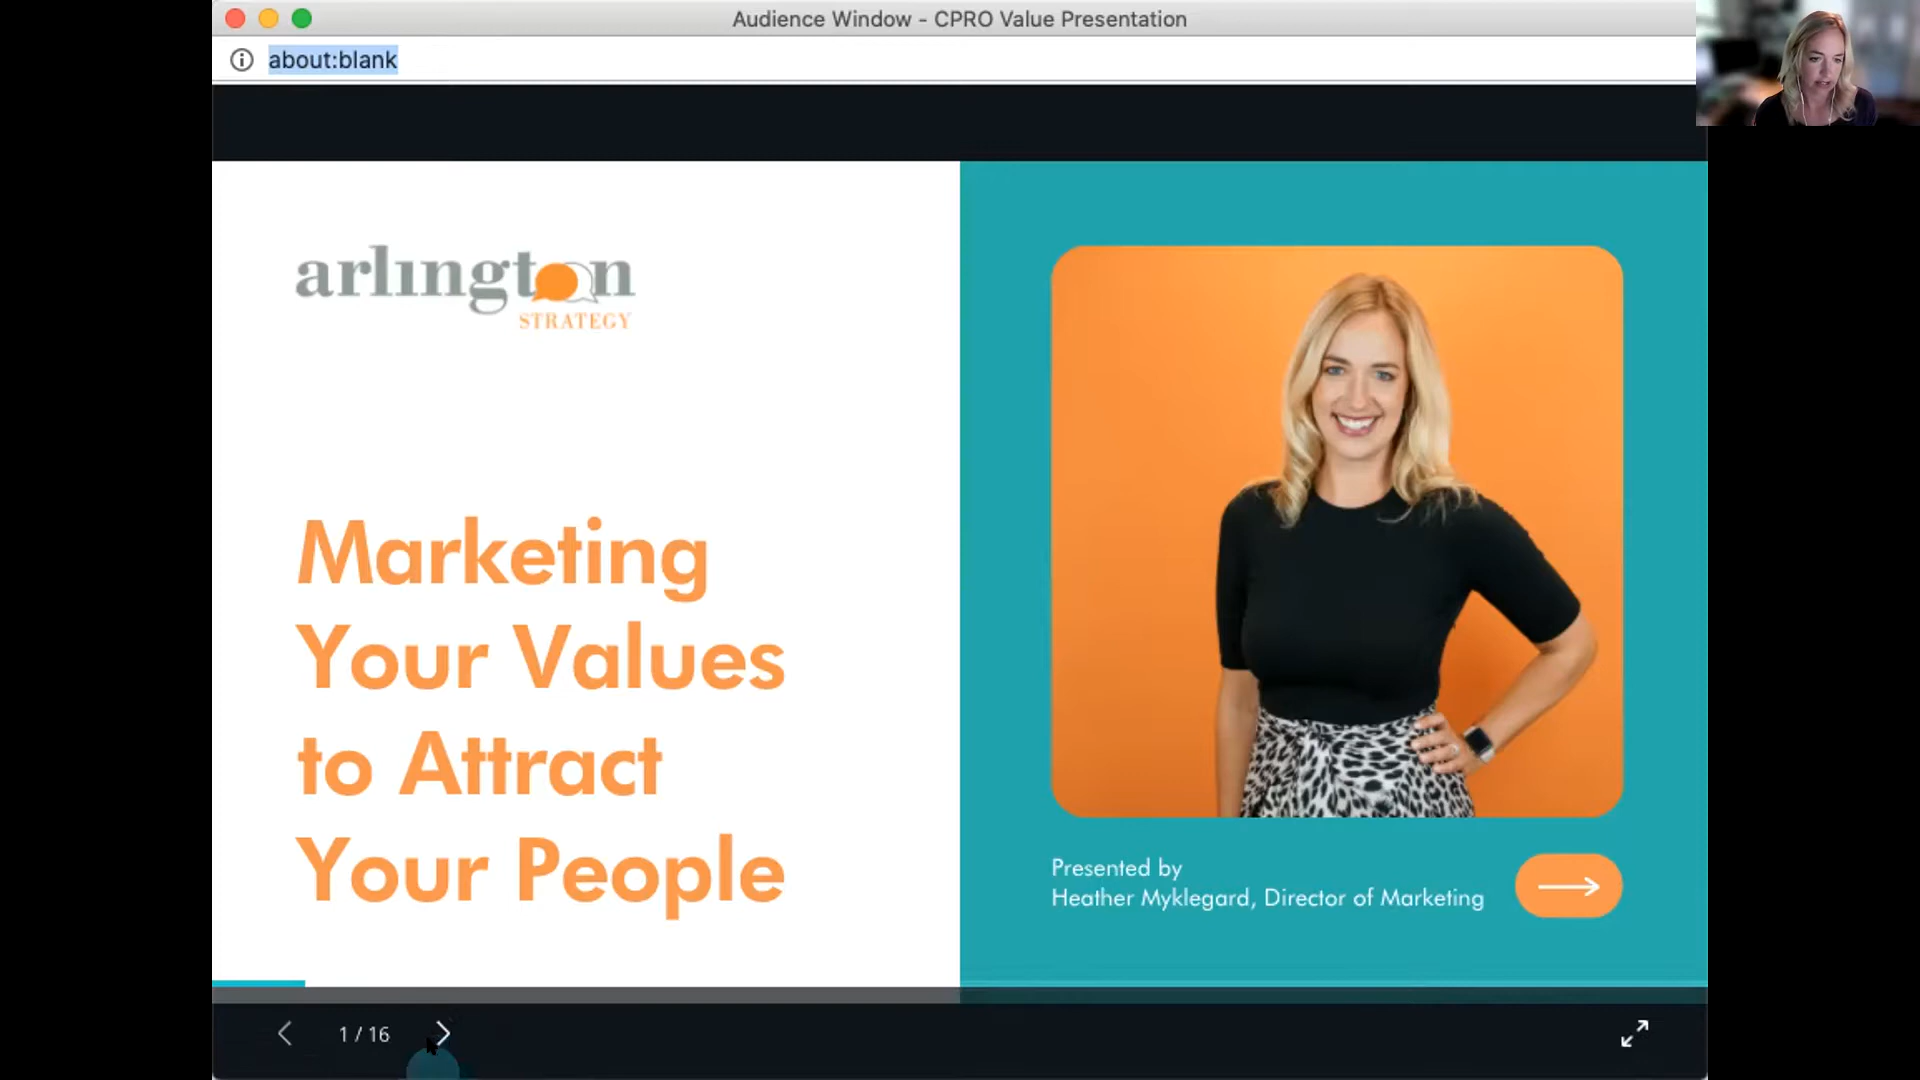 Audience Window - CPRO Value Presentation
about:blank
arlington
STRATEGY
Marketing
Your Values
to Attract
Your People
Presented by
Heather Myklegard, Director of Marketing
1 / 16